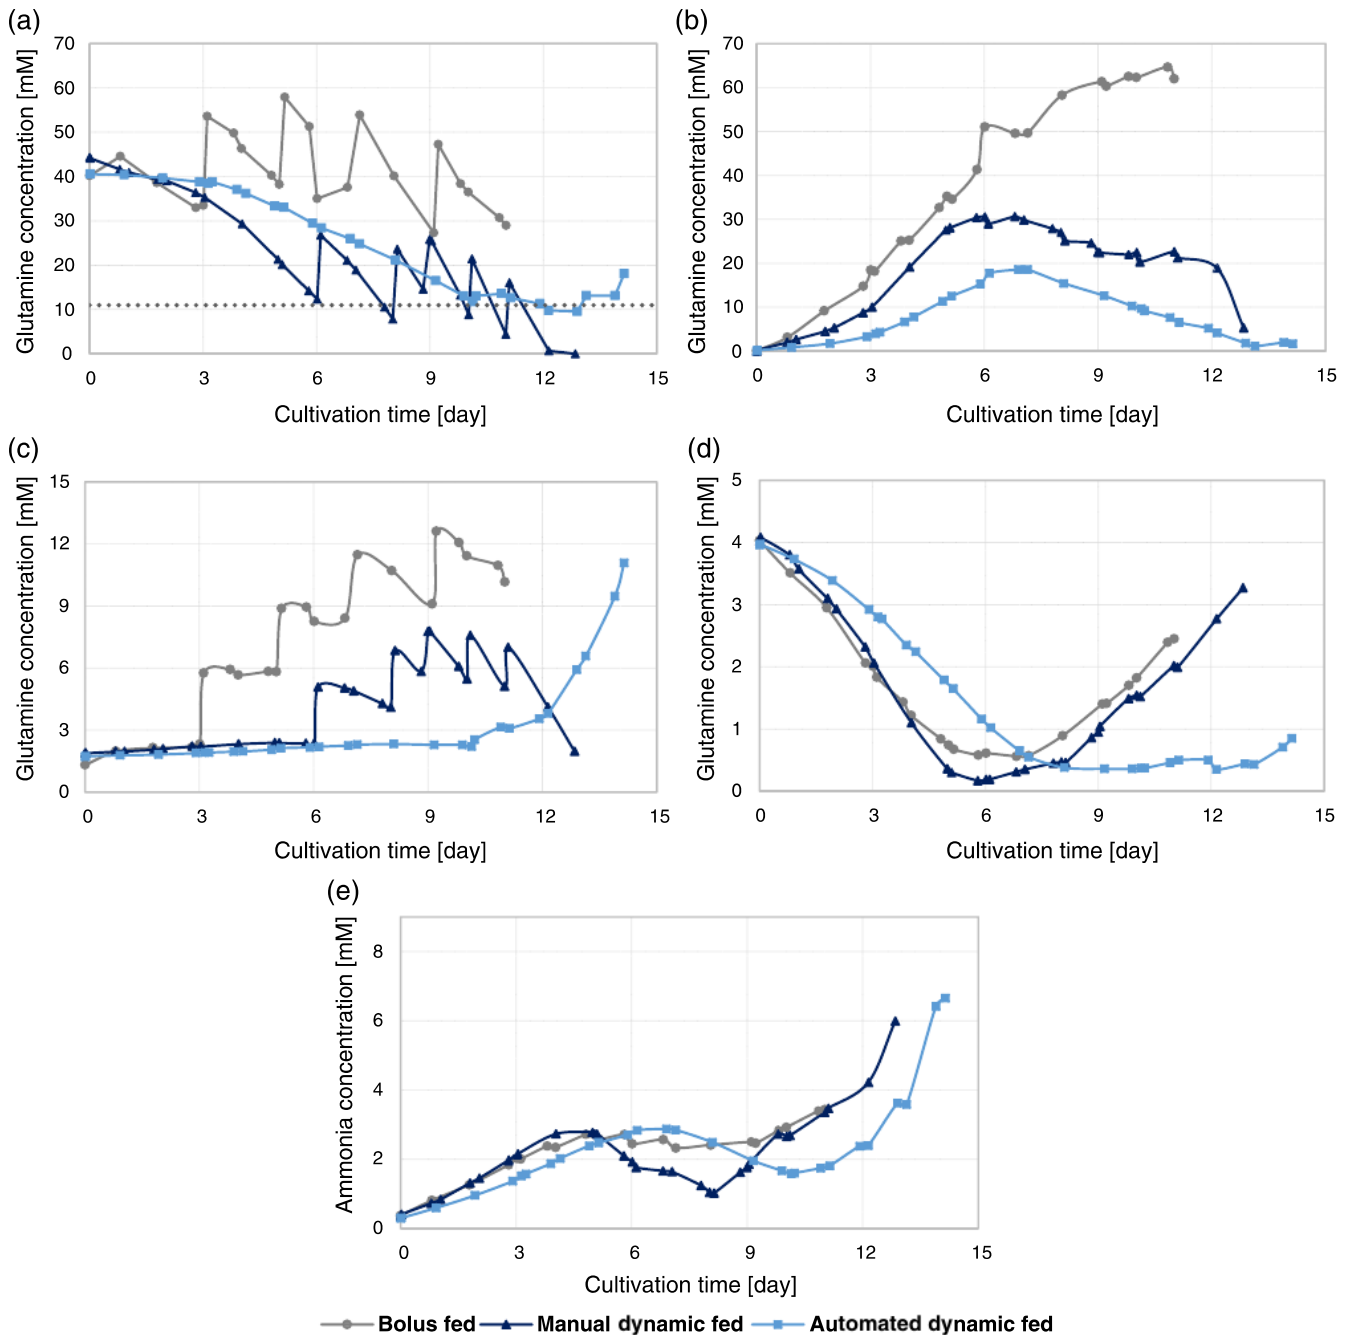 (a)
(b)
Glutamine concentration [mM]
70
60
50
40
30
20
10
0
0 3 6 9 12 15
Cultivation time [day]
Glutamine concentration [mM]
70
60
50
40
30
20
10
0
0 3 6 9 12 15
Cultivation time [day]
(c)
(d)
Glutamine concentration [mM]
15
12
9
6
3
0
0 3 6 9 12 15
Cultivation time [day]
Glutamine concentration [mM]
5
4
3
2
1
0
0 3 6 9 12 15
Cultivation time [day]
(e)
Ammonia concentration [mM]
8
6
4
2
0
0 3 6 9 12 15
Cultivation time [day]
Bolus fed Manual dynamic fed Automated dynamic fed